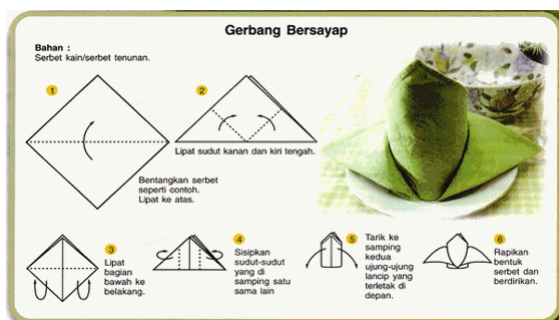 Gerbang Bersayap
Bahan :
Serbet kain/serbet tenunan.
1
Bentangkan serbet
seperti contoh.
Lipat ke atas.
2
Lipat sudut kanan dan kiri tengah.
3
Lipat
bagian
bawah ke
belakang.
4
Sisipkan
sudut-sudut
yang di
samping satu
sama lain
5
Tarik ke
samping
kedua
ujung-ujung
lancip yang
terletak di
depan.
6
Rapikan
bentuk
serbet dan
berdirikan.